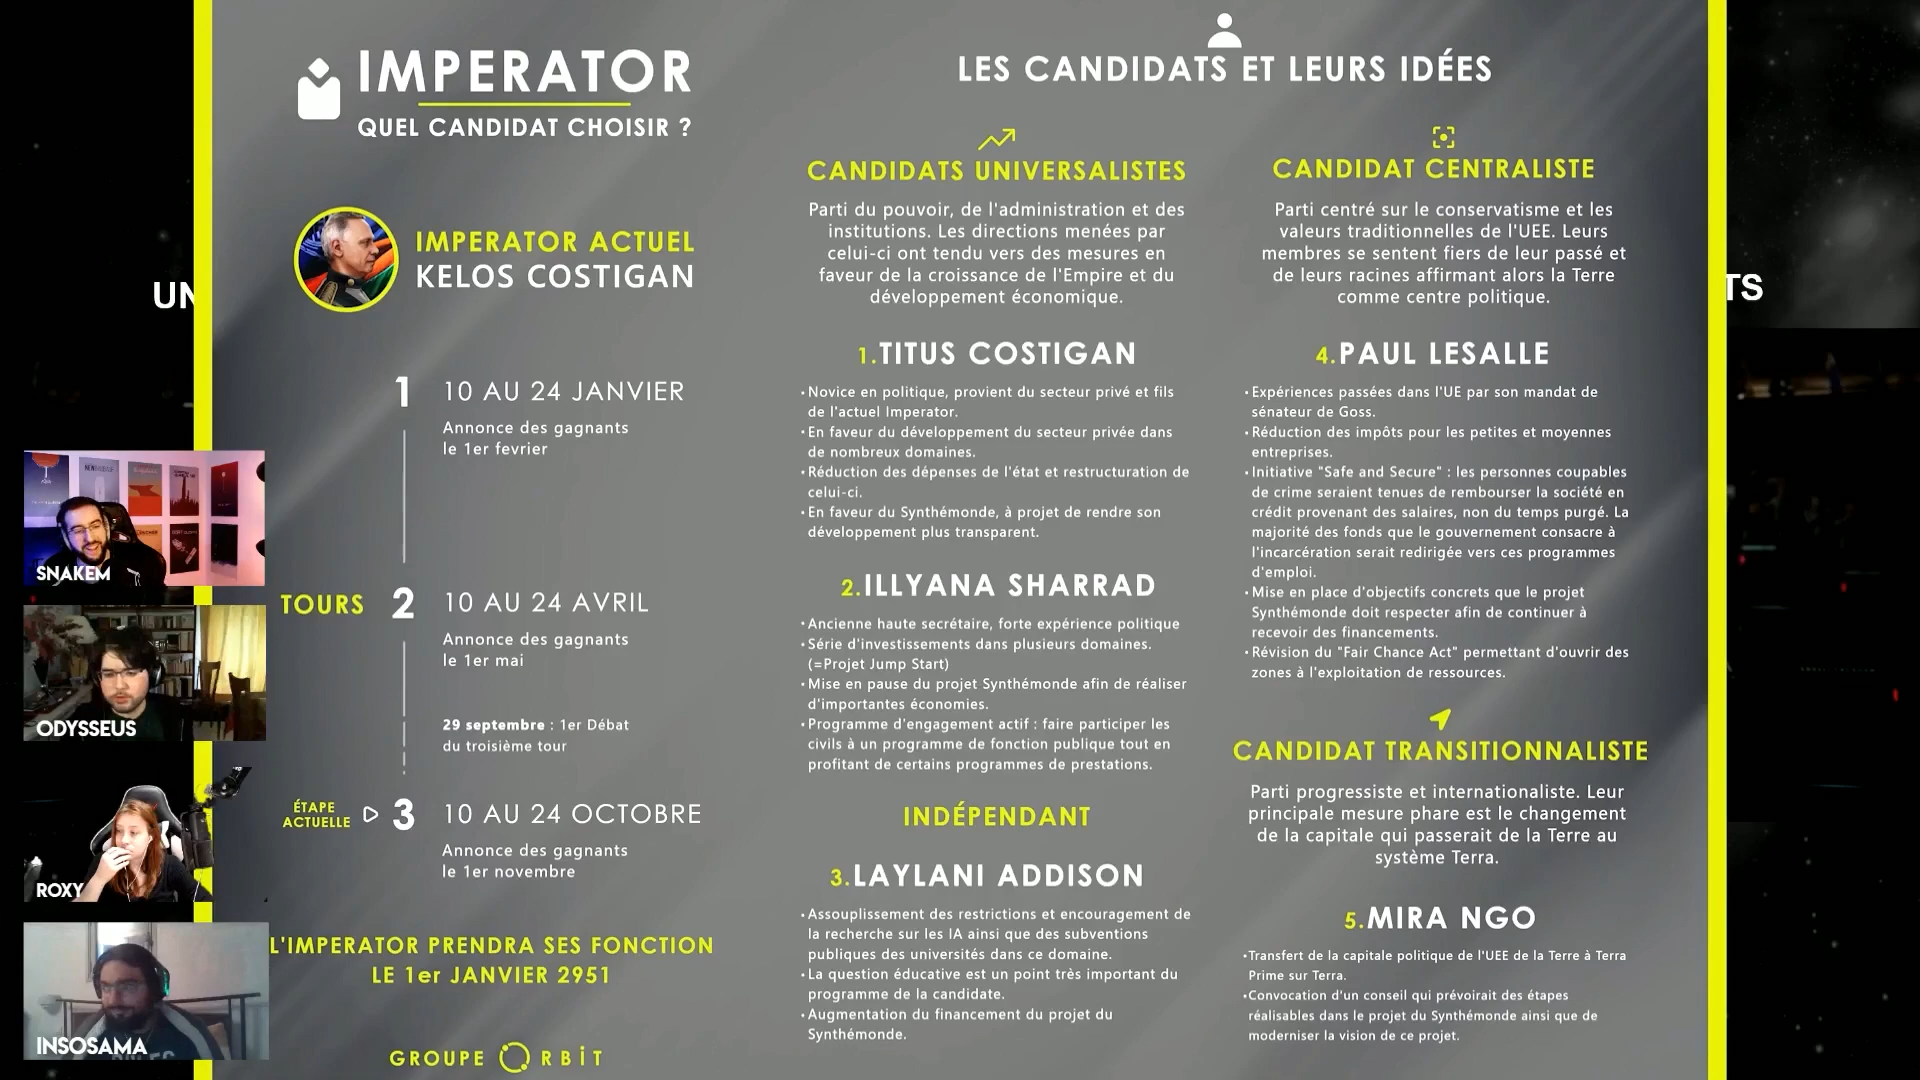 IMPERATOR
QUEL CANDIDAT CHOISIR ?
IMPERATOR ACTUEL
KELOS COSTIGAN
1
10 AU 24 JANVIER
Annonce des gagnants
le 1er fevrier
TOURS
2
10 AU 24 AVRIL
Annonce des gagnants
le 1er mai
29 septembre : 1er Débat
du troisième tour
ÉTAPE
ACTUELLE
3
10 AU 24 OCTOBRE
Annonce des gagnants
le 1er novembre
L'IMPERATOR PRENDRA SES FONCTION
LE 1er JANVIER 2951
GROUPE ORBiT
LES CANDIDATS ET LEURS IDÉES
CANDIDATS UNIVERSALISTES
Parti du pouvoir, de l'administration et des
institutions. Les directions menées par
celui-ci ont tendu vers des mesures en
faveur de la croissance de l'Empire et du
développement économique.
1.TITUS COSTIGAN
•Novice en politique, provient du secteur privé et fils
de l'actuel Imperator.
•En faveur du développement du secteur privée dans
de nombreux domaines.
•Réduction des dépenses de l'état et restructuration de
celui-ci.
•En faveur du Synthémonde, à projet de rendre son
développement plus transparent.
2.ILLYANA SHARRAD
•Ancienne haute secrétaire, forte expérience politique
•Série d'investissements dans plusieurs domaines.
(=Projet Jump Start)
•Mise en pause du projet Synthémonde afin de réaliser
d'importantes économies.
•Programme d'engagement actif : faire participer les
civils à un programme de fonction publique tout en
profitant de certains programmes de prestations.
INDÉPENDANT
3.LAYLANI ADDISON
•Assouplissement des restrictions et encouragement de
la recherche sur les IA ainsi que des subventions
publiques des universités dans ce domaine.
•La question éducative est un point très important du
programme de la candidate.
•Augmentation du financement du projet du
Synthémonde.
CANDIDAT CENTRALISTE
Parti centré sur le conservatisme et les
valeurs traditionnelles de l'UEE. Leurs
membres se sentent fiers de leur passé et
de leurs racines affirmant alors la Terre
comme centre politique.
4.PAUL LESALLE
•Expériences passées dans l'UE par son mandat de
sénateur de Goss.
•Réduction des impôts pour les petites et moyennes
entreprises.
•Initiative "Safe and Secure" : les personnes coupables
de crime seraient tenues de rembourser la société en
crédit provenant des salaires, non du temps purgé. La
majorité des fonds que le gouvernement consacre à
l'incarcération serait redirigée vers ces programmes
d'emploi.
•Mise en place d'objectifs concrets que le projet
Synthémonde doit respecter afin de continuer à
recevoir des financements.
•Révision du "Fair Chance Act" permettant d'ouvrir des
zones à l'exploitation de ressources.
CANDIDAT TRANSITIONNALISTE
Parti progressiste et internationaliste. Leur
principale mesure phare est le changement
de la capitale qui passerait de la Terre au
système Terra.
5.MIRA NGO
•Transfert de la capitale politique de l'UEE de la Terre à Terra
Prime sur Terra.
•Convocation d'un conseil qui prévoirait des étapes
réalisables dans le projet du Synthémonde ainsi que de
moderniser la vision de ce projet.
UN
TS
SNAKEM
ODYSSEUS
ROXY
INSOSAMA